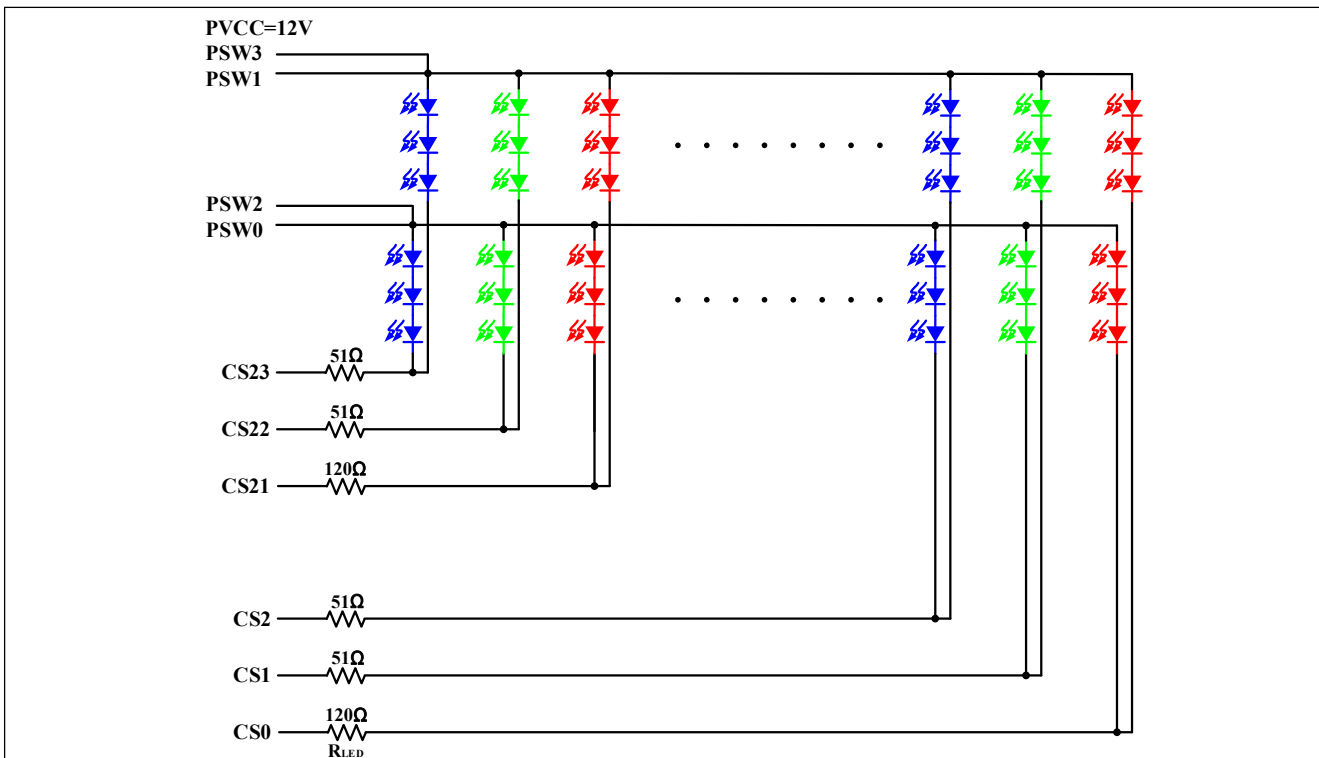 PVCC=12V
PSW3
PSW1
PSW2
PSW0
51Ω
CS23
51Ω
CS22
120Ω
CS21
51Ω
CS2
51Ω
CS1
120Ω
CS0
RLED